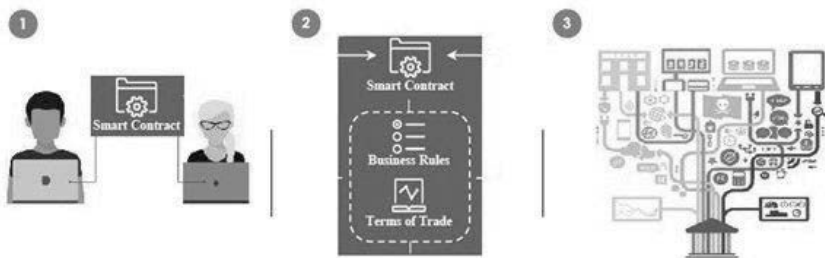 1
2
3
Smart Contract
Smart Contract
Business Rules
Terms of Trade